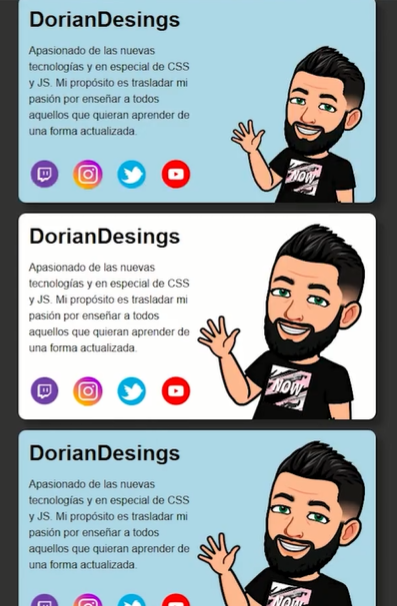 DorianDesings
Apasionado de las nuevas
tecnologías y en especial de CSS
y JS. Mi propósito es trasladar mi
pasión por enseñar a todos
aquellos que quieran aprender de
una forma actualizada.
NOW
DorianDesings
Apasionado de las nuevas
tecnologías y en especial de CSS
y JS. Mi propósito es trasladar mi
pasión por enseñar a todos
aquellos que quieran aprender de
una forma actualizada.
NOW
DorianDesings
Apasionado de las nuevas
tecnologías y en especial de CSS
y JS. Mi propósito es trasladar mi
pasión por enseñar a todos
aquellos que quieran aprender de
una forma actualizada.
NOW